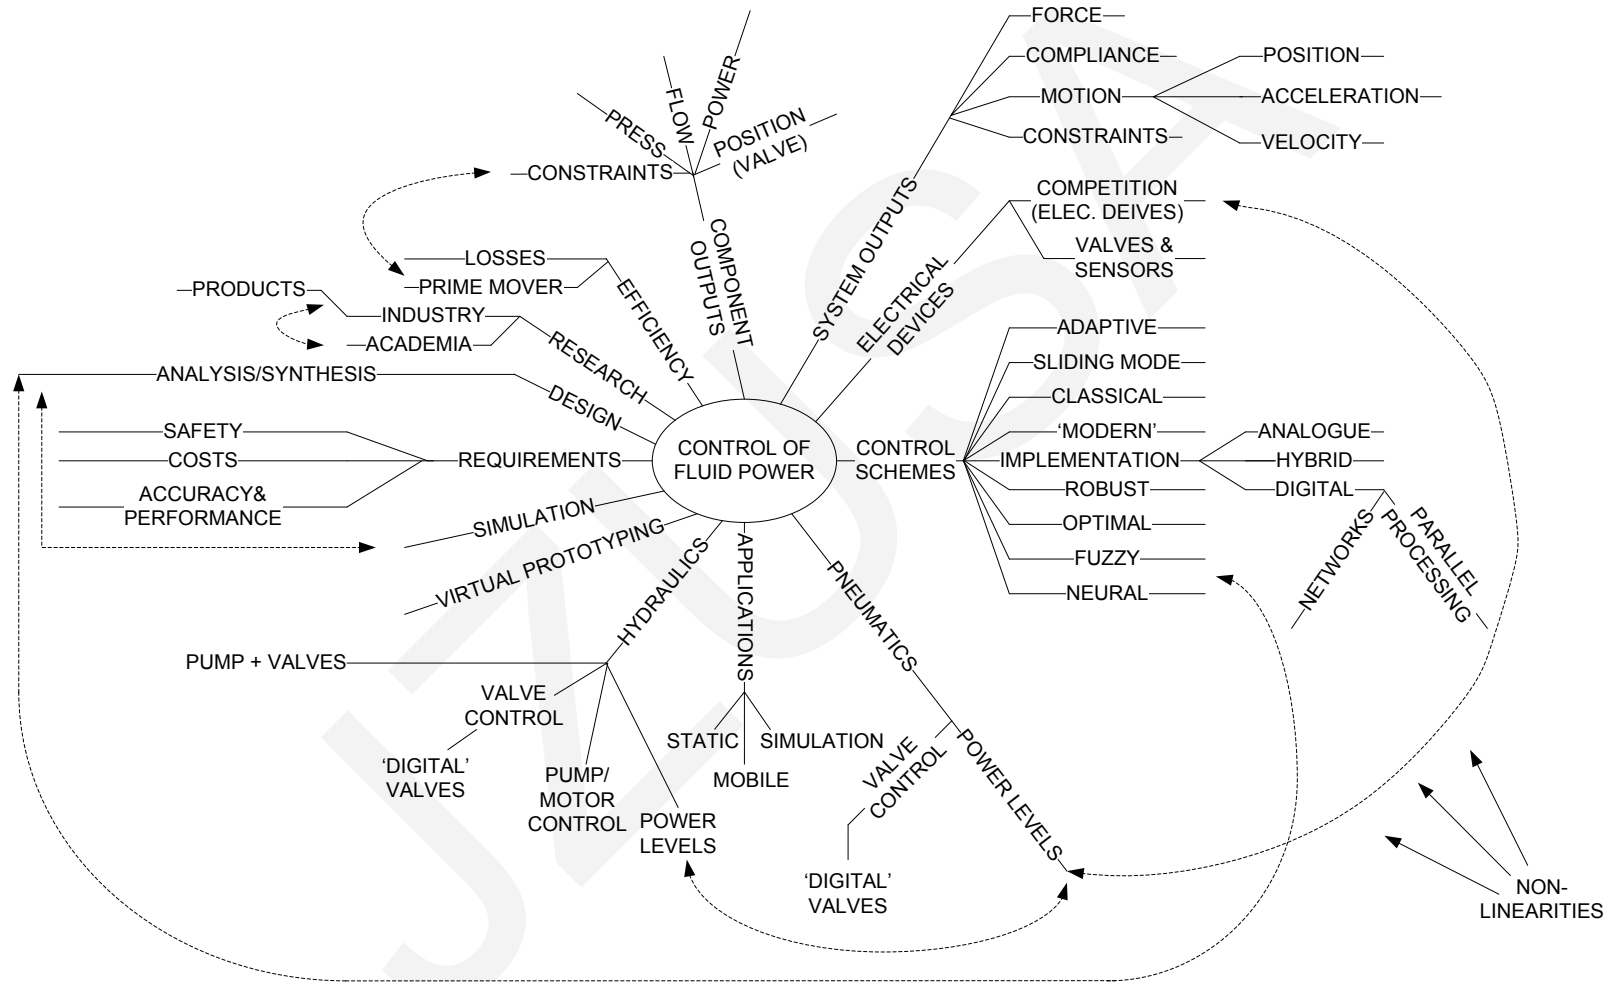 FORCE
COMPLIANCE
POSITION
MOTION
ACCELERATION
CONSTRAINTS
VELOCITY
SYSTEM OUTPUTS
POWER
FLOW
PRESS
POSITION
(VALVE)
CONSTRAINTS
COMPONENT
OUTPUTS
COMPETITION
(ELEC. DEIVES)
VALVES &
SENSORS
ELECTRICAL
DEVICES
LOSSES
PRIME MOVER
EFFICIENCY
PRODUCTS
INDUSTRY
ACADEMIA
RESEARCH
ANALYSIS/SYNTHESIS
DESIGN
SAFETY
COSTS
ACCURACY&
PERFORMANCE
REQUIREMENTS
CONTROL OF
FLUID POWER
CONTROL
SCHEMES
ADAPTIVE
SLIDING MODE
CLASSICAL
‘MODERN’
IMPLEMENTATION
ROBUST
OPTIMAL
FUZZY
NEURAL
ANALOGUE
HYBRID
DIGITAL
NETWORKS
PARALLEL
PROCESSING
SIMULATION
VIRTUAL PROTOTYPING
HYDRAULICS
PUMP + VALVES
VALVE
CONTROL
‘DIGITAL’
VALVES
PUMP/
MOTOR
CONTROL
POWER
LEVELS
APPLICATIONS
STATIC
MOBILE
SIMULATION
PNEUMATICS
VALVE
CONTROL
‘DIGITAL’
VALVES
POWER LEVELS
NON-
LINEARITIES
JZUSA